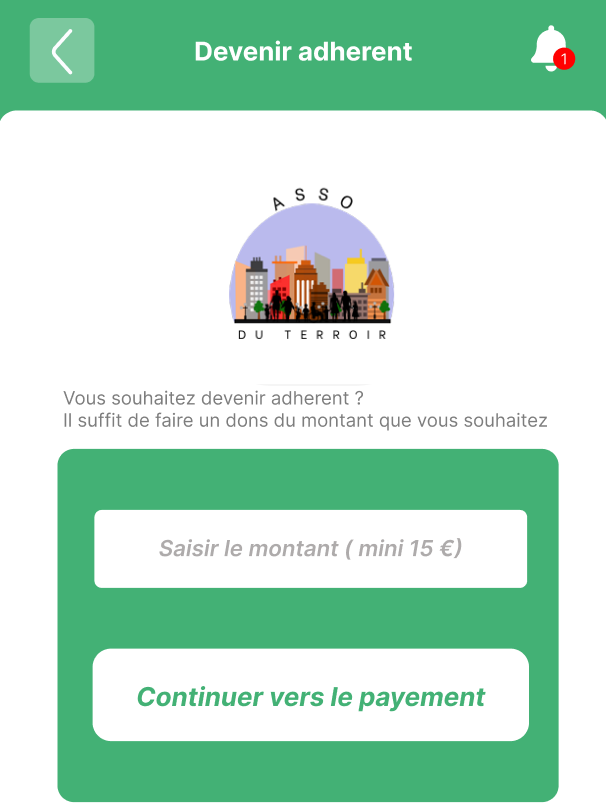 Devenir adherent
1
ASSO
DU TERROIR
Vous souhaitez devenir adherent ?
Il suffit de faire un dons du montant que vous souhaitez
Saisir le montant ( mini 15 €)
Continuer vers le payement